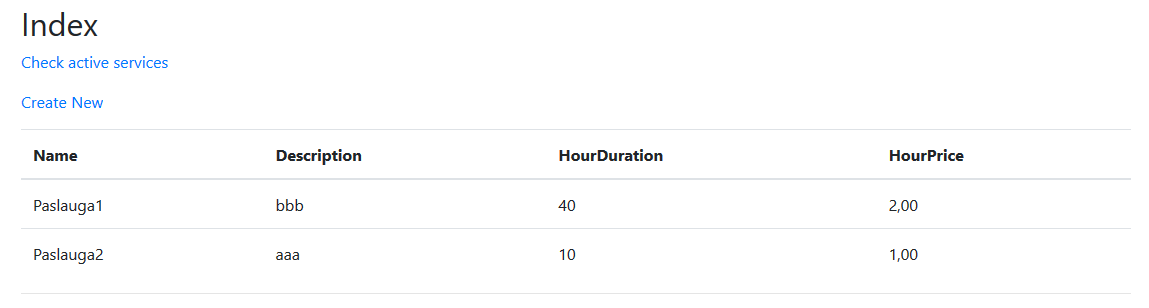 Index
Check active services
Create New
Name Description HourDuration HourPrice
Paslauga1 bbb 40 2,00
Paslauga2 aaa 10 1,00